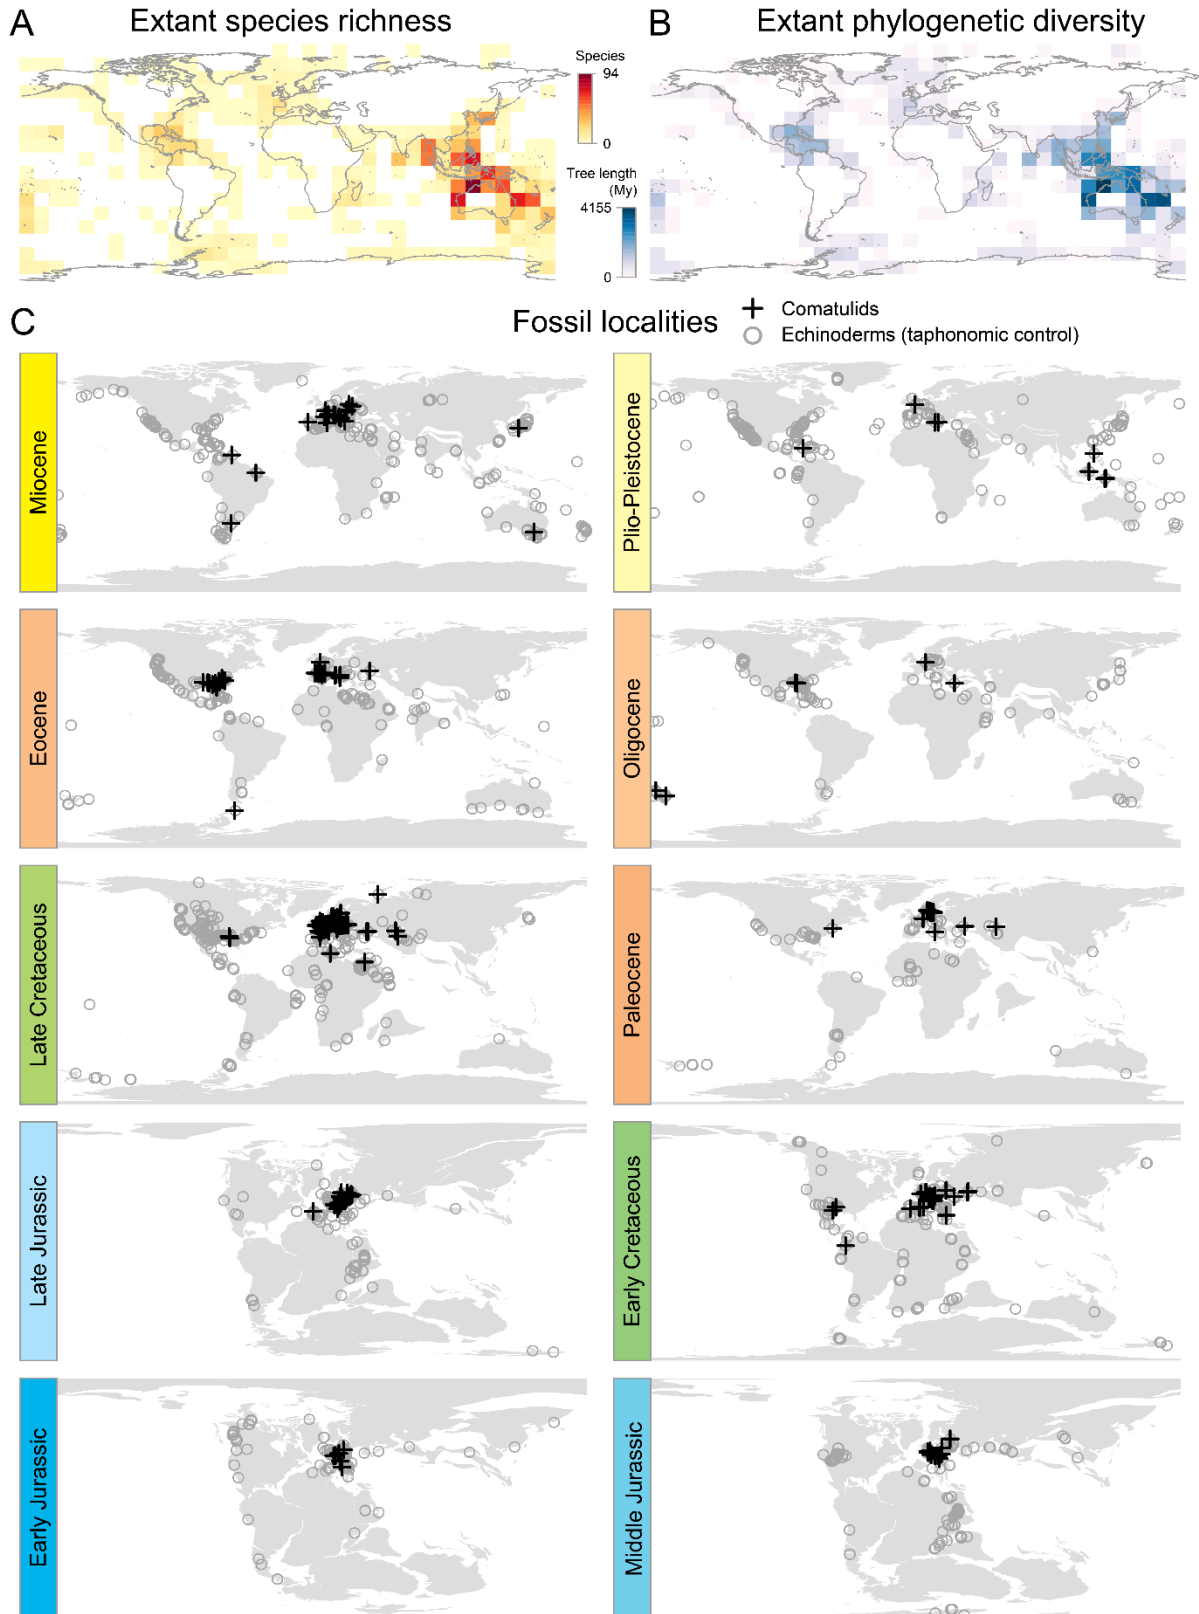 A Extant species richness
B Extant phylogenetic diversity
Species
94
0
Tree length
(My)
4155
0
C Fossil localities
Comatulids
Echinoderms (taphonomic control)
Miocene
Plio-Pleistocene
Eocene
Oligocene
Late Cretaceous
Paleocene
Late Jurassic
Early Cretaceous
Early Jurassic
Middle Jurassic